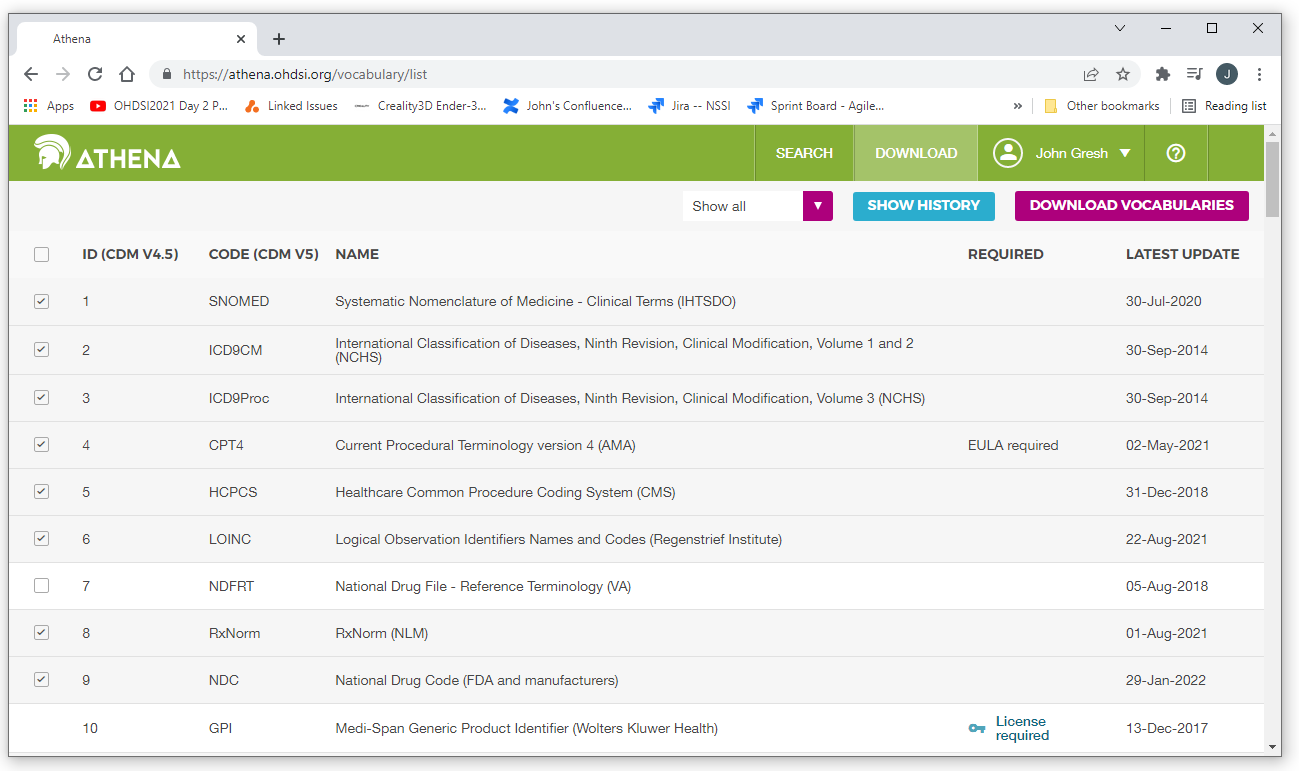 Athena
https://athena.ohdsi.org/vocabulary/list
J
Apps OHDSI2021 Day 2 P... Linked Issues Creality3D Ender-3... John's Confluence... Jira -- NSSI Sprint Board - Agile... » Other bookmarks Reading list
ATHENA SEARCH DOWNLOAD John Gresh ?
Show all SHOW HISTORY DOWNLOAD VOCABULARIES
ID (CDM V4.5) CODE (CDM V5) NAME REQUIRED LATEST UPDATE
1 SNOMED Systematic Nomenclature of Medicine - Clinical Terms (IHTSDO) 30-Jul-2020
2 ICD9CM International Classification of Diseases, Ninth Revision, Clinical Modification, Volume 1 and 2
(NCHS) 30-Sep-2014
3 ICD9Proc International Classification of Diseases, Ninth Revision, Clinical Modification, Volume 3 (NCHS) 30-Sep-2014
4 CPT4 Current Procedural Terminology version 4 (AMA) EULA required 02-May-2021
5 HCPCS Healthcare Common Procedure Coding System (CMS) 31-Dec-2018
6 LOINC Logical Observation Identifiers Names and Codes (Regenstrief Institute) 22-Aug-2021
7 NDFRT National Drug File - Reference Terminology (VA) 05-Aug-2018
8 RxNorm RxNorm (NLM) 01-Aug-2021
9 NDC National Drug Code (FDA and manufacturers) 29-Jan-2022
10 GPI Medi-Span Generic Product Identifier (Wolters Kluwer Health) License
required 13-Dec-2017